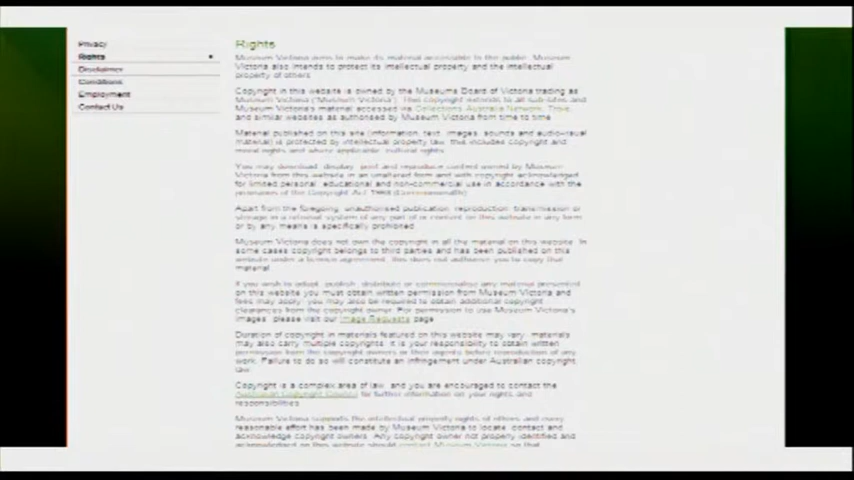 Privacy
Rights
Disclaimer
Conditions
Employment
Contact Us
Rights
Museum Victoria aims to make its material accessible to the public. Museum
Victoria also intends to protect its intellectual property and the intellectual
property of others.
Copyright in this website is owned by the Museums Board of Victoria trading as
Museum Victoria ('Museum Victoria'). This copyright extends to all sub-sites and
Museum Victoria's material accessed via Collections Australia Network, Trove,
and similar websites as authorised by Museum Victoria from time to time.
Material published on this site (information, text, images, sounds and audio-visual
material) is protected by intellectual property law, this includes copyright and
moral rights and where applicable, cultural rights.
You may download, display, print and reproduce content owned by Museum
Victoria from this website in an unaltered form and with copyright acknowledged
for limited personal, educational and non-commercial use in accordance with the
provisions of the Copyright Act 1968 (Commonwealth).
Apart from the foregoing, unauthorised publication, reproduction, transmission or
storage in a retrieval system of any part of or content on this website in any form
or by any means is specifically prohibited.
Museum Victoria does not own the copyright in all the material on this website. In
some cases copyright belongs to third parties and has been published on this
website under a licence agreement, this does not authorise you to copy that
material.
If you wish to adapt, publish, distribute or commercialise any material presented
on this website you must obtain written permission from Museum Victoria and
fees may apply; you may also be required to obtain additional copyright
clearances from the copyright owner. For permission to use Museum Victoria's
images, please visit our Image Requests page.
Duration of copyright in materials featured on this website may vary; materials
may also carry multiple copyrights. It is your responsibility to obtain written
permission from the copyright owners or their agents before reproduction of any
work. Failure to do so will constitute an infringement under Australian copyright
law.
Copyright is a complex area of law, and you are encouraged to contact the
Australian Copyright Council for further information on your rights and
responsibilities.
Museum Victoria supports the intellectual property rights of others and every
reasonable effort has been made by Museum Victoria to locate, contact and
acknowledge copyright owners. Any copyright owner not properly identified and
acknowledged on this website should contact Museum Victoria so that